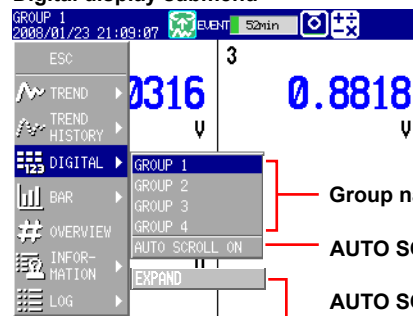 GROUP 1
2008/01/23 21:09:07 EVENT 52min
ESC
3
TREND
0316
0.8818
TREND
HISTORY
V
V
123 DIGITAL
GROUP 1
BAR
GROUP 2
GROUP 3
Group na
OVERVIEW
GROUP 4
AUTO SCROLL ON
AUTO SC
INFOR-
MATION
EXPAND
AUTO SC
LOG